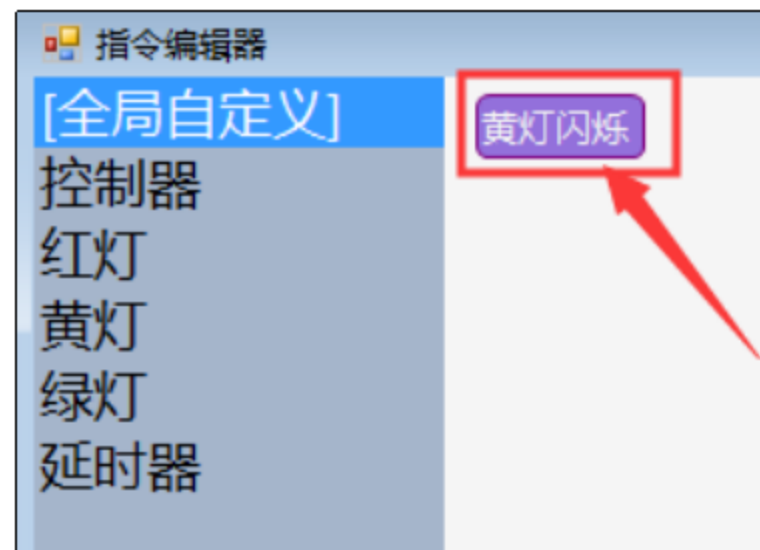 指令编辑器
[全局自定义]
黄灯闪烁
控制器
红灯
黄灯
绿灯
延时器